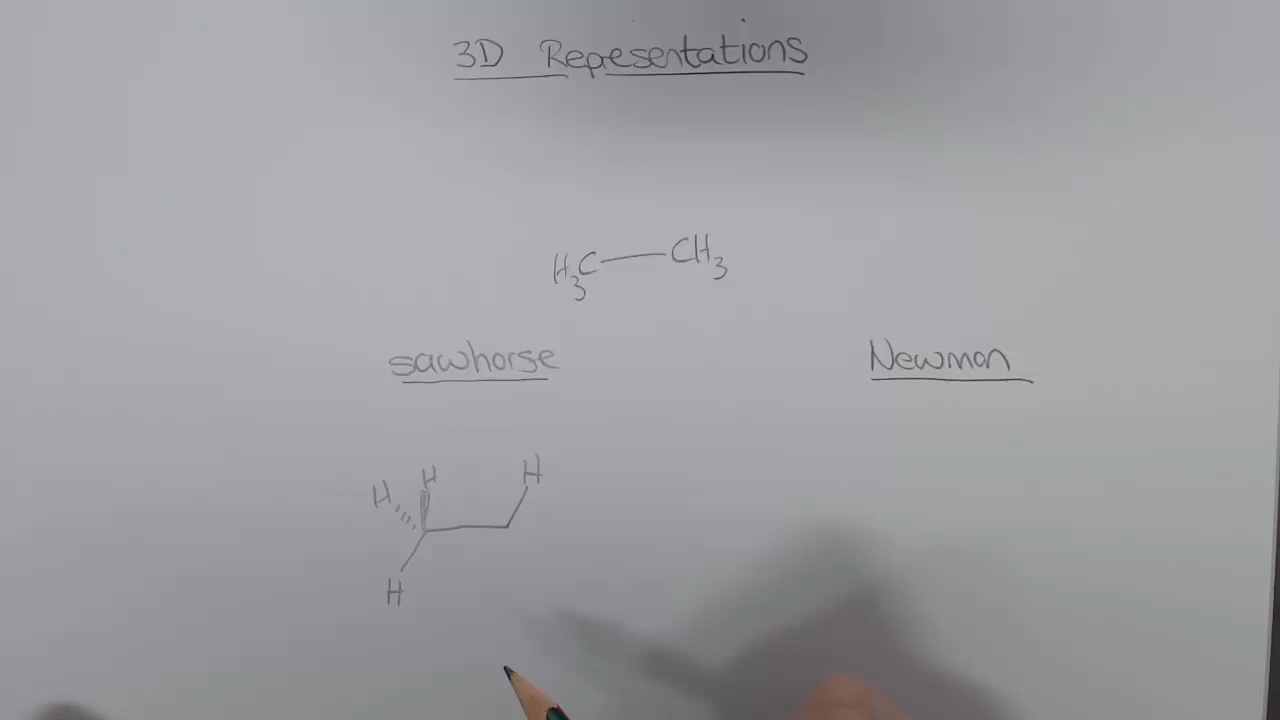 3D Representations
H3C—CH3
sawhorse
Newman
H H H
H